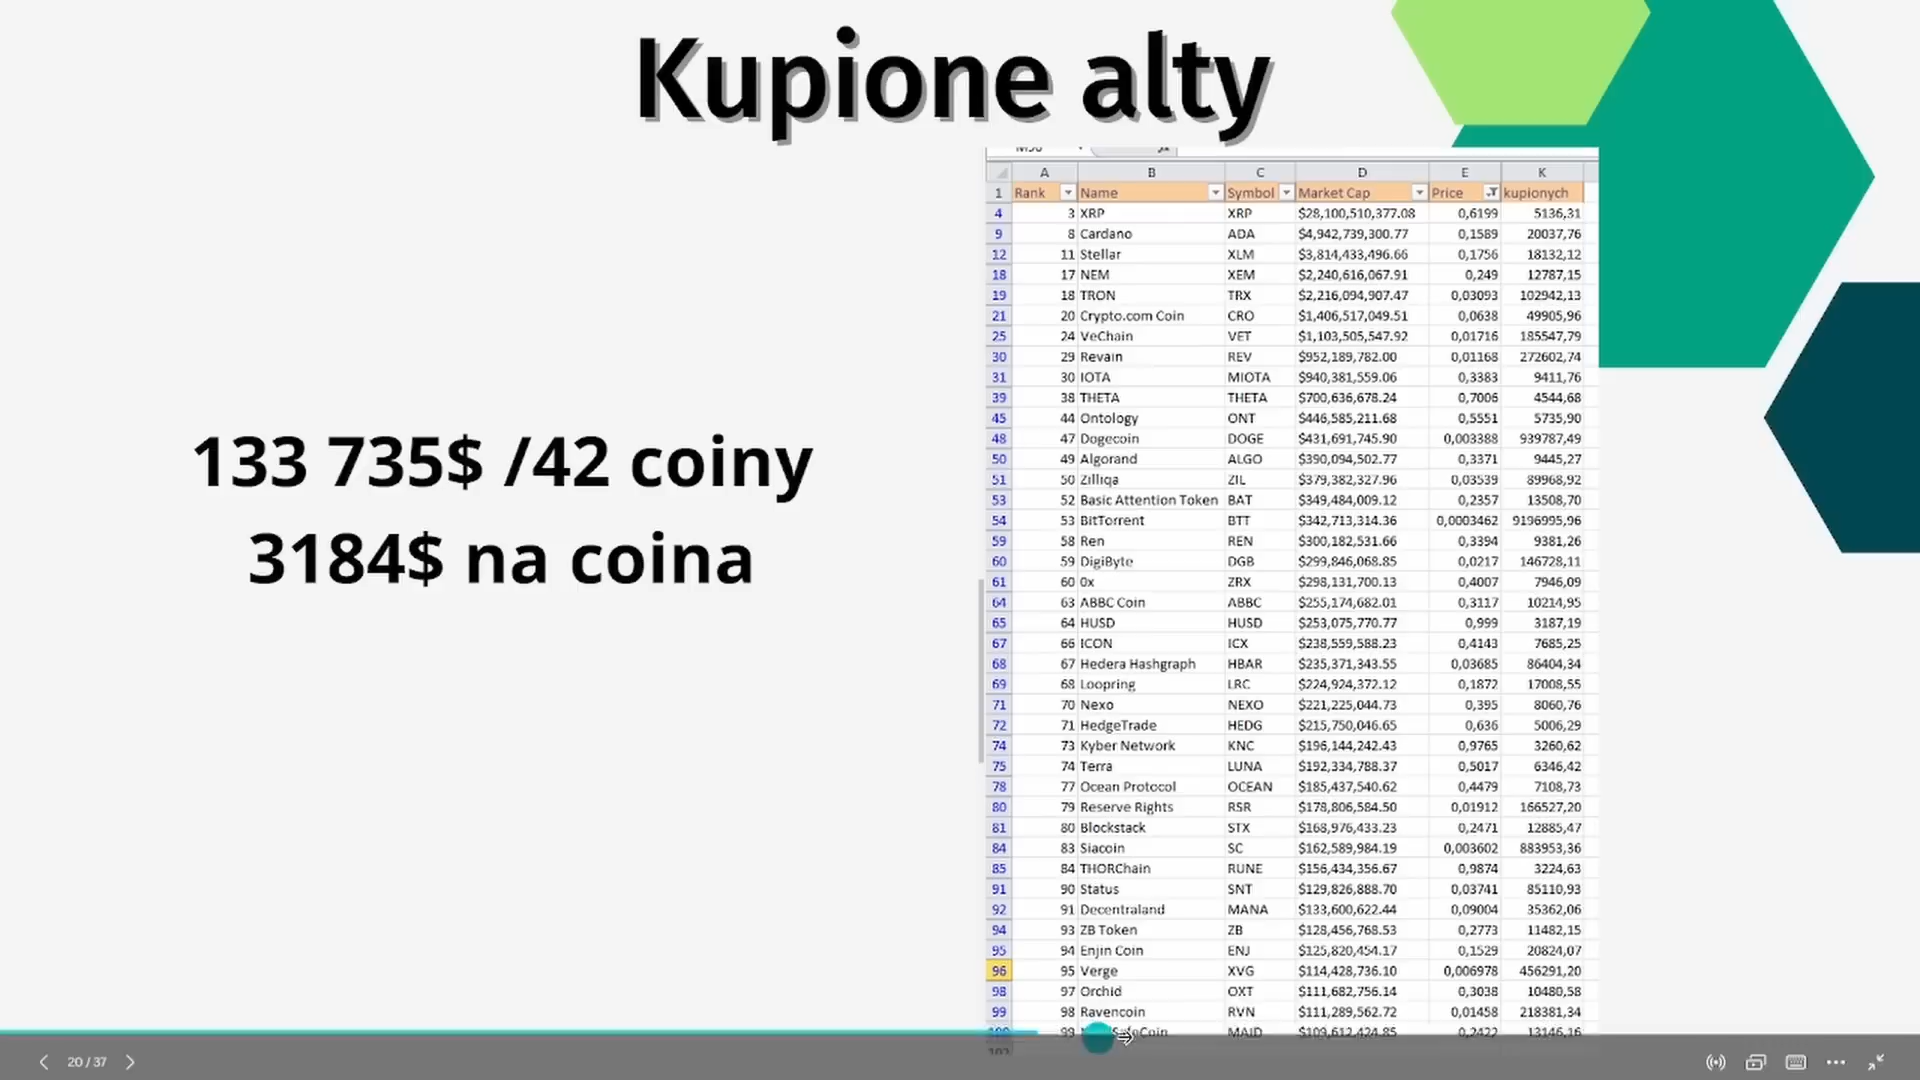 Kupione alty
133 735$ /42 coiny
3184$ na coina
A B C D E K
1 Rank Name Symbol Market Cap Price kupionych
4 3 XRP XRP $28,100,510,377.08 0,6199 5136,31
9 8 Cardano ADA $4,942,739,300.77 0,1589 20037,76
12 11 Stellar XLM $3,814,433,496.66 0,1756 18132,12
18 17 NEM XEM $2,240,616,067.91 0,249 12787,15
19 18 TRON TRX $2,216,094,907.47 0,03093 102942,13
21 20 Crypto.com Coin CRO $1,406,517,049.51 0,0638 49905,96
25 24 VeChain VET $1,103,505,547.92 0,01716 185547,79
30 29 Revain REV $952,189,782.00 0,01168 272602,74
31 30 IOTA MIOTA $940,381,559.06 0,3383 9411,76
39 38 THETA THETA $700,636,678.24 0,7006 4544,68
45 44 Ontology ONT $446,585,211.68 0,5551 5735,90
48 47 Dogecoin DOGE $431,691,745.90 0,003388 939787,49
50 49 Algorand ALGO $390,094,502.77 0,3371 9445,27
51 50 Zilliqa ZIL $379,382,327.96 0,03539 89968,92
53 52 Basic Attention Token BAT $349,484,009.12 0,2357 13508,70
54 53 BitTorrent BTT $342,713,314.36 0,0003462 9196995,96
59 58 Ren REN $300,182,531.66 0,3394 9381,26
60 59 DigiByte DGB $299,846,068.85 0,0217 146728,11
61 60 0x ZRX $298,131,700.13 0,4007 7946,09
64 63 ABBC Coin ABBC $255,174,682.01 0,3117 10214,95
65 64 HUSD HUSD $253,075,770.77 0,999 3187,19
67 66 ICON ICX $238,559,588.23 0,4143 7685,25
68 67 Hedera Hashgraph HBAR $235,371,343.55 0,03685 86404,34
69 68 Loopring LRC $224,924,372.12 0,1872 17008,55
71 70 Nexo NEXO $221,225,044.73 0,395 8060,76
72 71 HedgeTrade HEDG $215,750,046.65 0,636 5006,29
74 73 Kyber Network KNC $196,144,242.43 0,9765 3260,62
75 74 Terra LUNA $192,334,788.37 0,5017 6346,42
78 77 Ocean Protocol OCEAN $185,437,540.62 0,4479 7108,73
80 79 Reserve Rights RSR $178,806,584.50 0,01912 166527,20
81 80 Blockstack STX $168,976,433.23 0,2471 12885,47
84 83 Siacoin SC $162,589,984.19 0,003602 883953,36
85 84 THORChain RUNE $156,434,356.67 0,9874 3224,63
91 90 Status SNT $129,826,888.70 0,03741 85110,93
92 91 Decentraland MANA $133,600,622.44 0,09004 35362,06
94 93 ZB Token ZB $128,456,768.53 0,2773 11482,15
95 94 Enjin Coin ENJ $125,820,454.17 0,1529 20824,07
96 95 Verge XVG $114,428,736.10 0,006978 456291,20
98 97 Orchid OXT $111,682,756.14 0,3038 10480,58
99 98 Ravencoin RVN $111,289,562.72 0,01458 218381,34
100 99 MAID $109,612,424.85 0,2422 13146,16
20 / 37